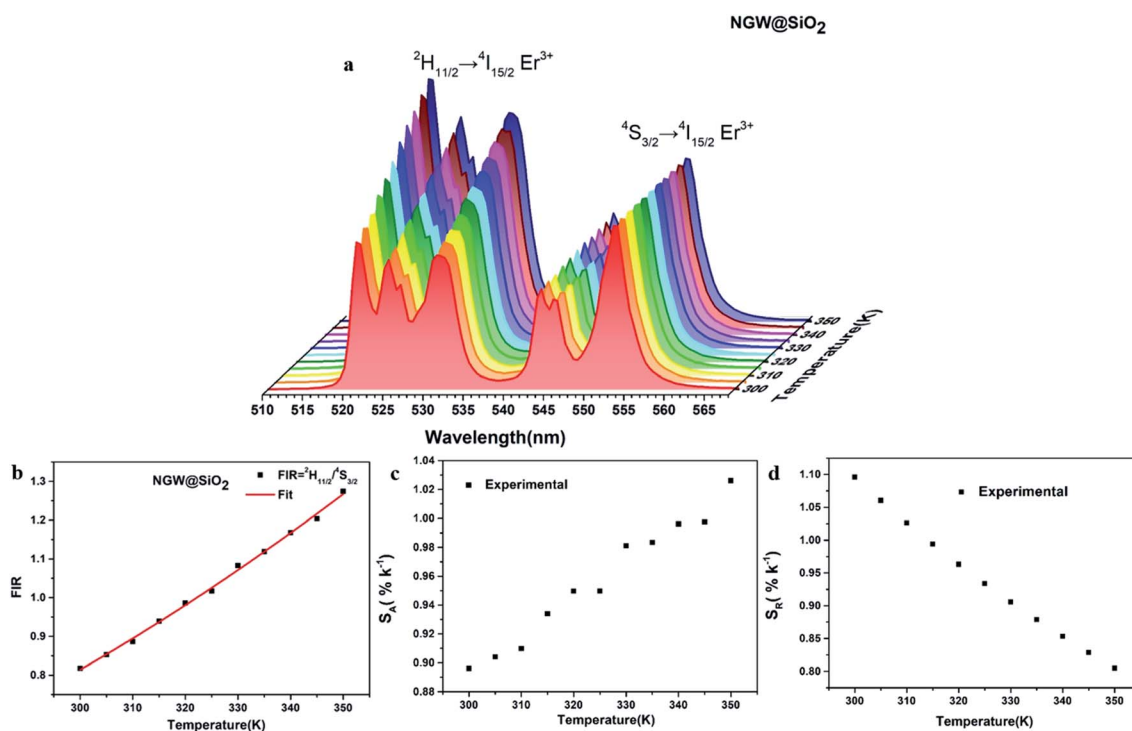 NGW@SiO2
a
2H11/2→4I15/2 Er3+
4S3/2→4I15/2 Er3+
360
340
330
320
310
300
Temperature(K)
510 515 520 525 530 535 540 545 550 555 560 565
Wavelength(nm)
b
NGW@SiO2
FIR=2H11/2/4S3/2
Fit
1.3
1.2
1.1
1.0
0.9
0.8
FIR
300 310 320 330 340 350
Temperature(K)
c
Experimental
1.04
1.02
1.00
0.98
0.96
0.94
0.92
0.90
0.88
SA( % k-1)
300 310 320 330 340 350
Temperature(K)
d
Experimental
1.10
1.05
1.00
0.95
0.90
0.85
0.80
SR( % k-1)
300 310 320 330 340 350
Temperature(K)